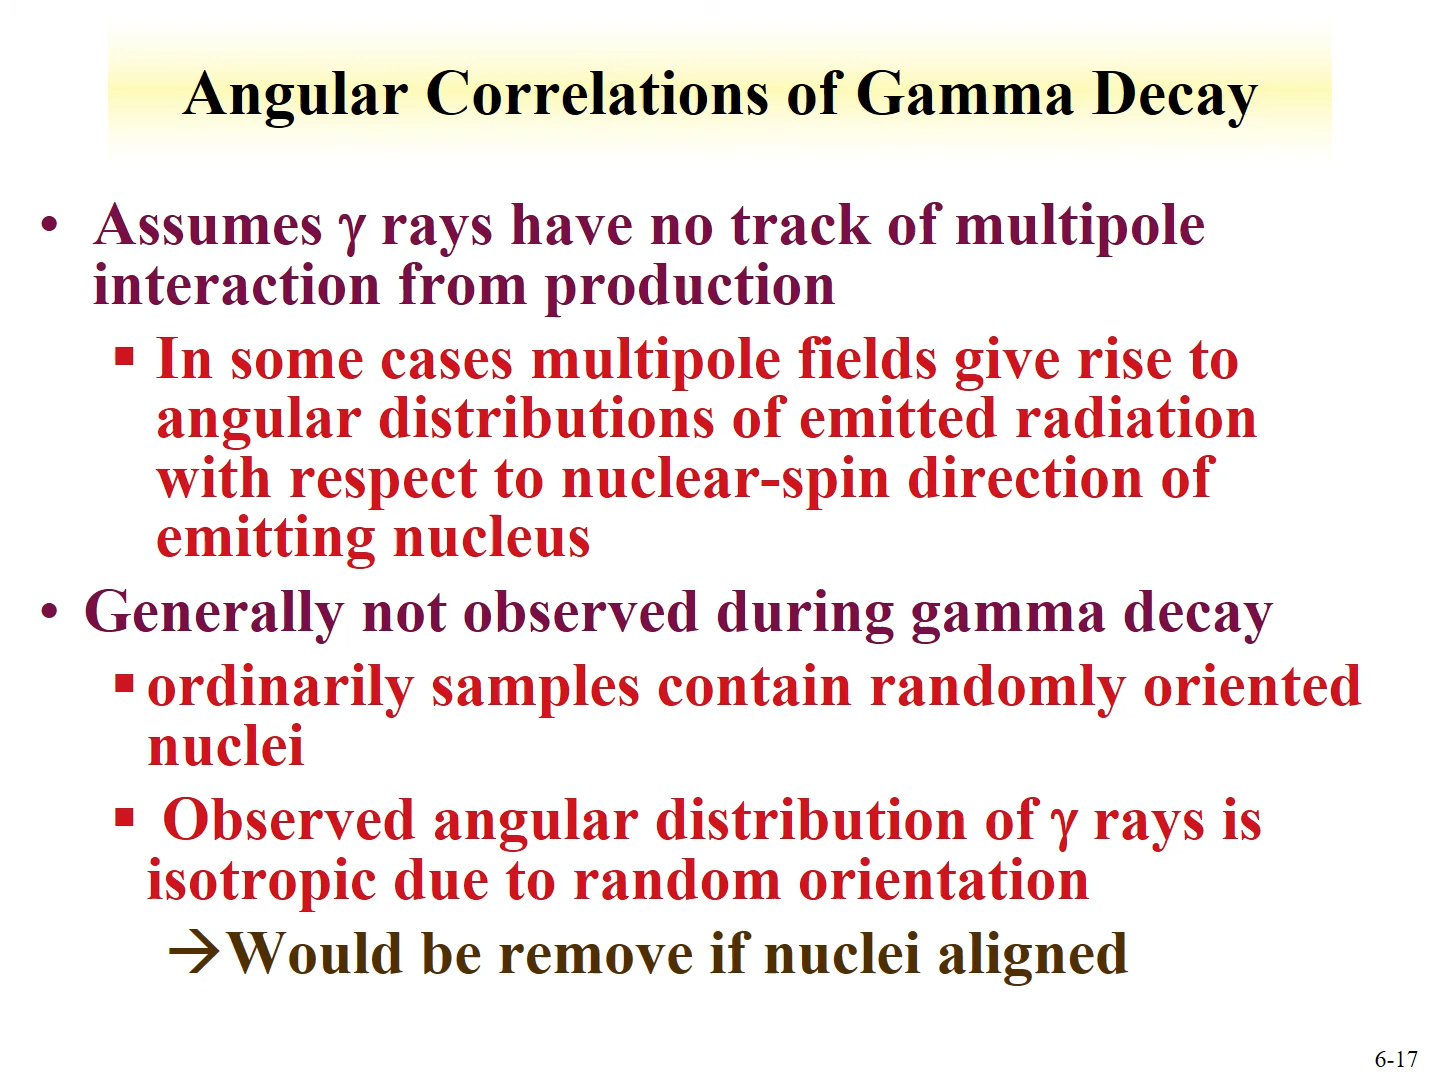 Angular Correlations of Gamma Decay
• Assumes γ rays have no track of multipole
interaction from production
▪ In some cases multipole fields give rise to
angular distributions of emitted radiation
with respect to nuclear-spin direction of
emitting nucleus
• Generally not observed during gamma decay
▪ ordinarily samples contain randomly oriented
nuclei
▪ Observed angular distribution of γ rays is
isotropic due to random orientation
→Would be remove if nuclei aligned
6-17